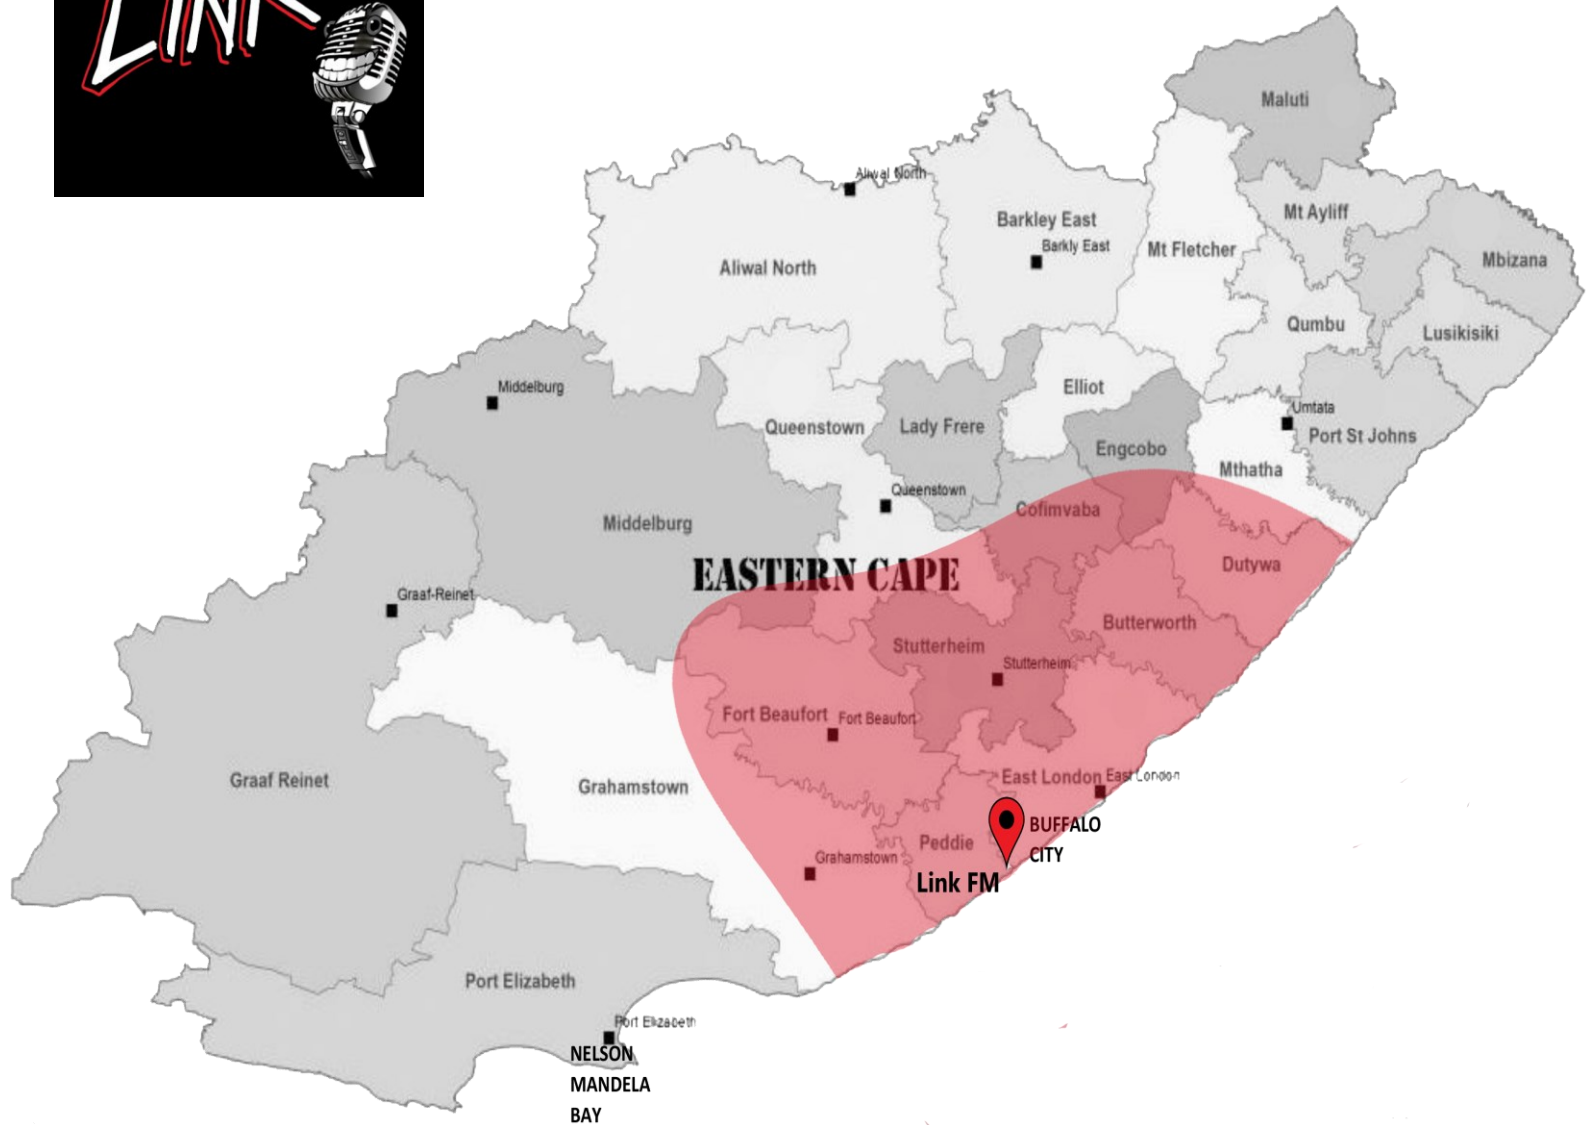 LINK
Maluti
Aliwal North
Mt Ayliff
Barkley East
Barkly East
Mt Fletcher
Mbizana
Aliwal North
Qumbu
Lusikisiki
Middelburg
Elliot
Umtata
Queenstown
Lady Frere
Port St Johns
Engcobo
Mthatha
Queenstown
Cofimvaba
Middelburg
EASTERN CAPE
Dutywa
Graaf-Reinet
Butterworth
Stutterheim
Stutterheim
Fort Beaufort
Fort Beaufort
East London
East London
Graaf Reinet
Grahamstown
BUFFALO
CITY
Peddie
Grahamstown
Link FM
Port Elizabeth
Port Elizabeth
NELSON
MANDELA
BAY